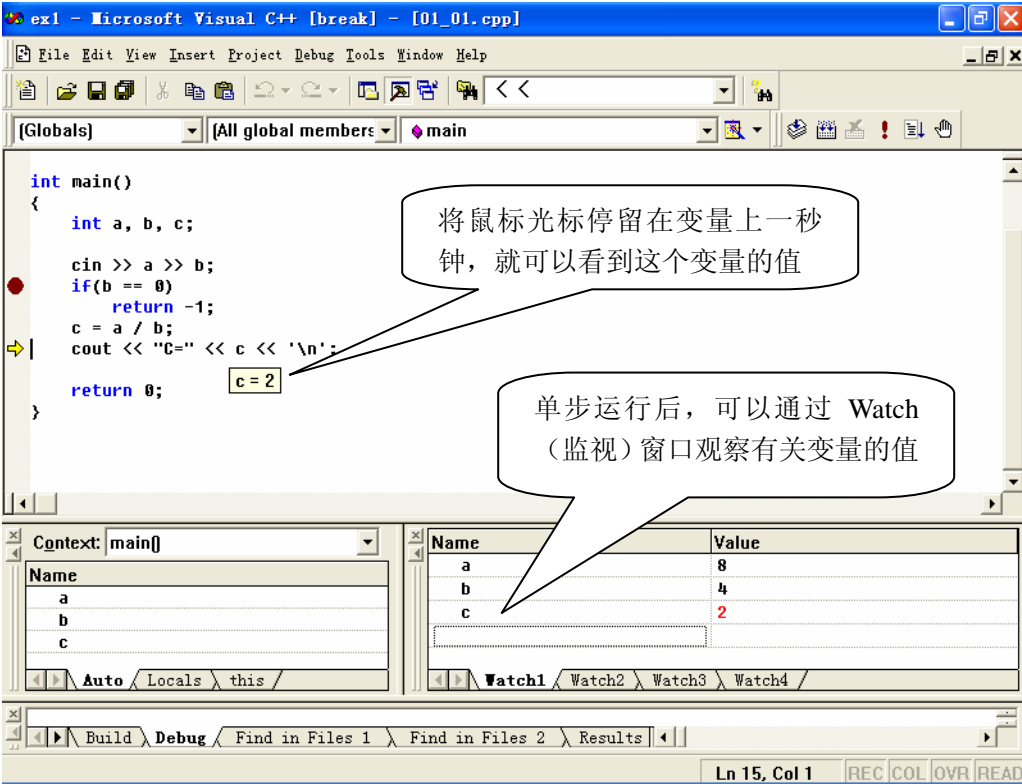 ex1 - Microsoft Visual C++ [break] - [01_01.cpp]
File Edit View Insert Project Debug Tools Window Help
<<
(Globals) (All global members main
int main()
{
int a, b, c;
cin >> a >> b;
if(b == 0)
return -1;
c = a / b;
cout << "C=" << c << '\n';
c = 2
return 0;
}
将鼠标光标停留在变量上一秒
钟，就可以看到这个变量的值
单步运行后，可以通过 Watch
（监视）窗口观察有关变量的值
Context: main()
Name
a
b
c
Auto Locals this
Name Value
a 8
b 4
c 2
Watch1 Watch2 Watch3 Watch4
Build Debug Find in Files 1 Find in Files 2 Results
Ln 15, Col 1 REC COL OVR READ